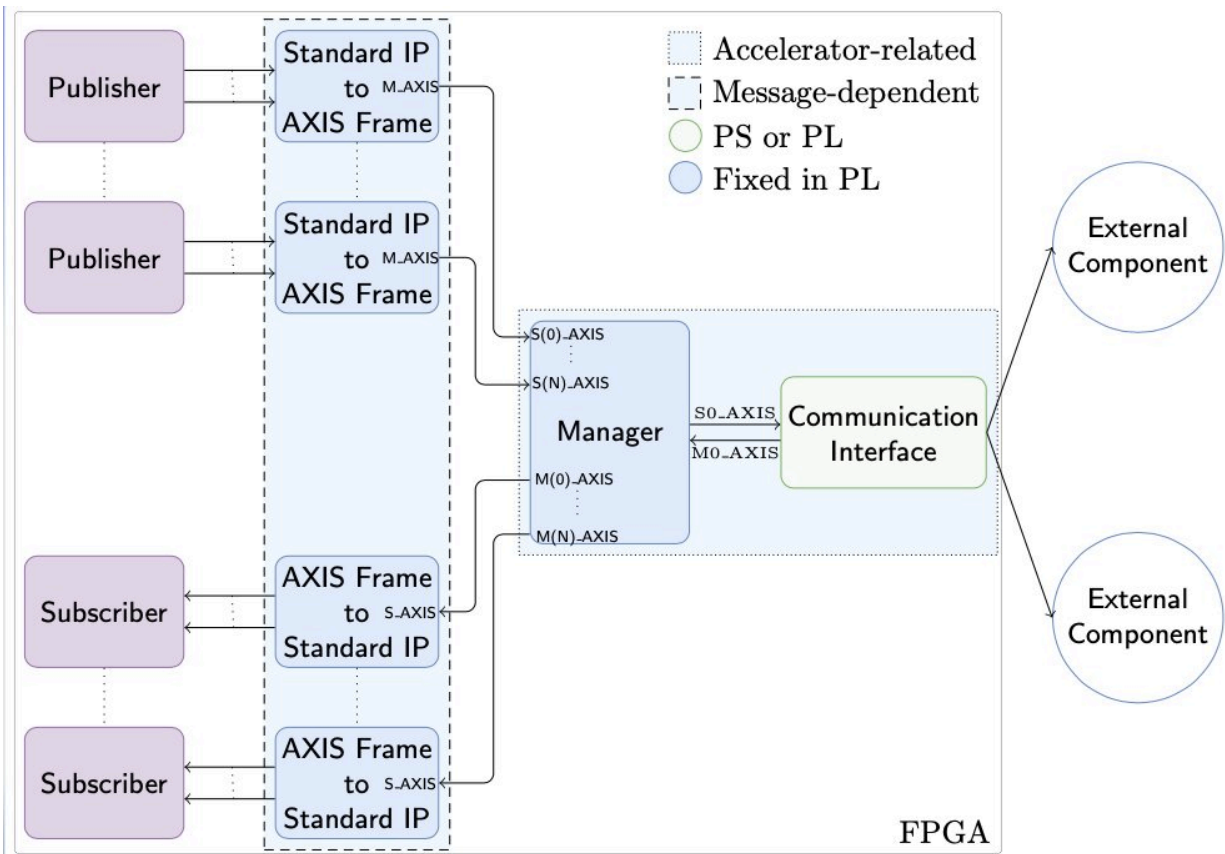 Publisher
Standard IP
to M_AXIS
AXIS Frame
Publisher
Standard IP
to M_AXIS
AXIS Frame
Accelerator-related
Message-dependent
PS or PL
Fixed in PL
S(0)_AXIS
S(N)_AXIS
Manager
M(0)_AXIS
M(N)_AXIS
S0_AXIS
M0_AXIS
Communication
Interface
External
Component
External
Component
Subscriber
AXIS Frame
to S_AXIS
Standard IP
Subscriber
AXIS Frame
to S_AXIS
Standard IP
FPGA